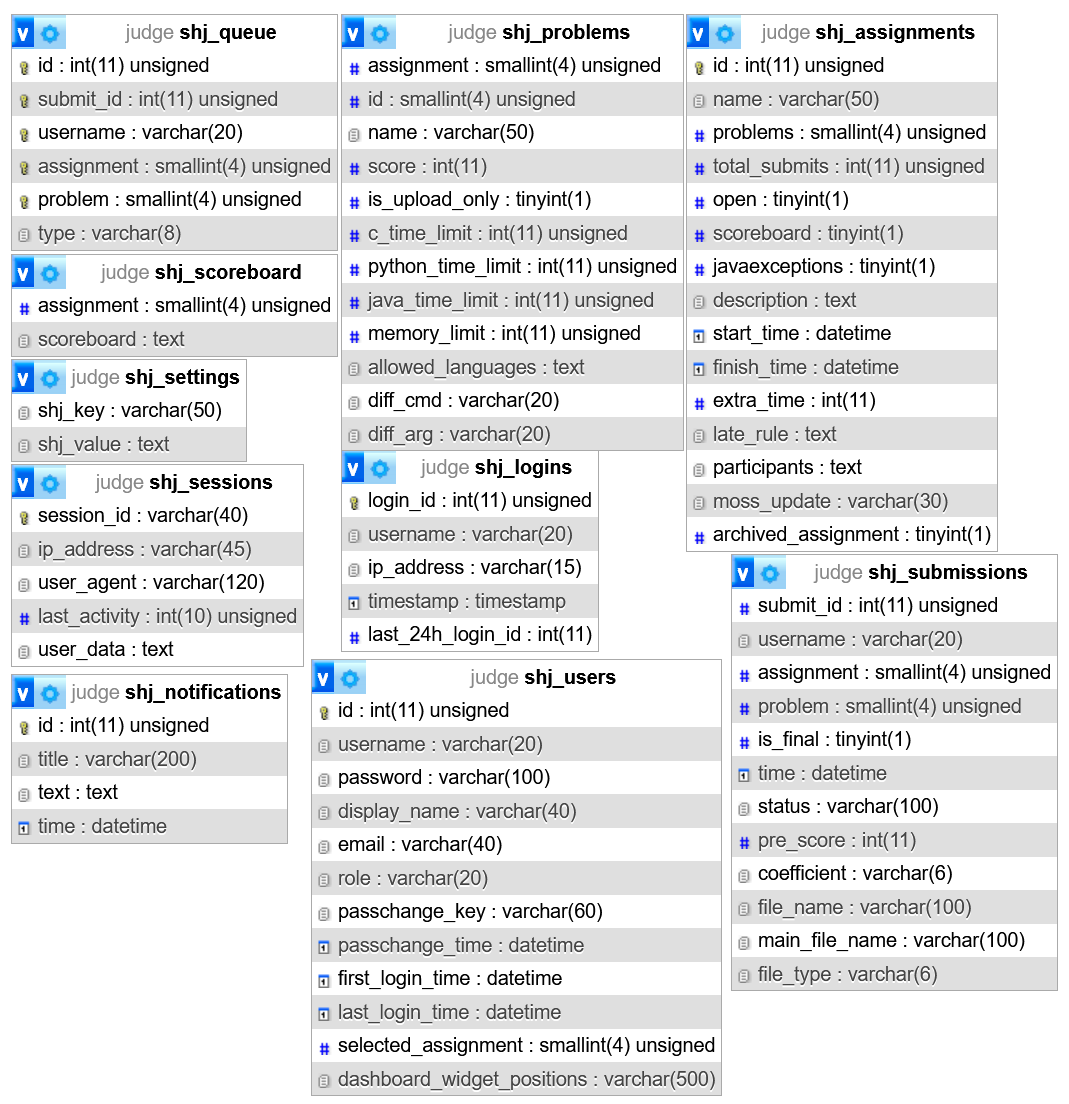 v judge shj_queue
id : int(11) unsigned
submit_id : int(11) unsigned
username : varchar(20)
assignment : smallint(4) unsigned
problem : smallint(4) unsigned
type : varchar(8)
v judge shj_scoreboard
# assignment : smallint(4) unsigned
scoreboard : text
v judge shj_settings
shj_key : varchar(50)
shj_value : text
v judge shj_sessions
session_id : varchar(40)
ip_address : varchar(45)
user_agent : varchar(120)
# last_activity : int(10) unsigned
user_data : text
v judge shj_notifications
id : int(11) unsigned
title : varchar(200)
text : text
time : datetime
v judge shj_problems
# assignment : smallint(4) unsigned
# id : smallint(4) unsigned
name : varchar(50)
# score : int(11)
# is_upload_only : tinyint(1)
# c_time_limit : int(11) unsigned
# python_time_limit : int(11) unsigned
# java_time_limit : int(11) unsigned
# memory_limit : int(11) unsigned
allowed_languages : text
diff_cmd : varchar(20)
diff_arg : varchar(20)
v judge shj_logins
login_id : int(11) unsigned
username : varchar(20)
ip_address : varchar(15)
timestamp : timestamp
# last_24h_login_id : int(11)
v judge shj_users
id : int(11) unsigned
username : varchar(20)
password : varchar(100)
display_name : varchar(40)
email : varchar(40)
role : varchar(20)
passchange_key : varchar(60)
passchange_time : datetime
first_login_time : datetime
last_login_time : datetime
# selected_assignment : smallint(4) unsigned
dashboard_widget_positions : varchar(500)
v judge shj_assignments
id : int(11) unsigned
name : varchar(50)
# problems : smallint(4) unsigned
# total_submits : int(11) unsigned
# open : tinyint(1)
# scoreboard : tinyint(1)
# javaexceptions : tinyint(1)
description : text
start_time : datetime
finish_time : datetime
# extra_time : int(11)
late_rule : text
participants : text
moss_update : varchar(30)
# archived_assignment : tinyint(1)
v judge shj_submissions
# submit_id : int(11) unsigned
username : varchar(20)
# assignment : smallint(4) unsigned
# problem : smallint(4) unsigned
# is_final : tinyint(1)
time : datetime
status : varchar(100)
# pre_score : int(11)
coefficient : varchar(6)
file_name : varchar(100)
main_file_name : varchar(100)
file_type : varchar(6)